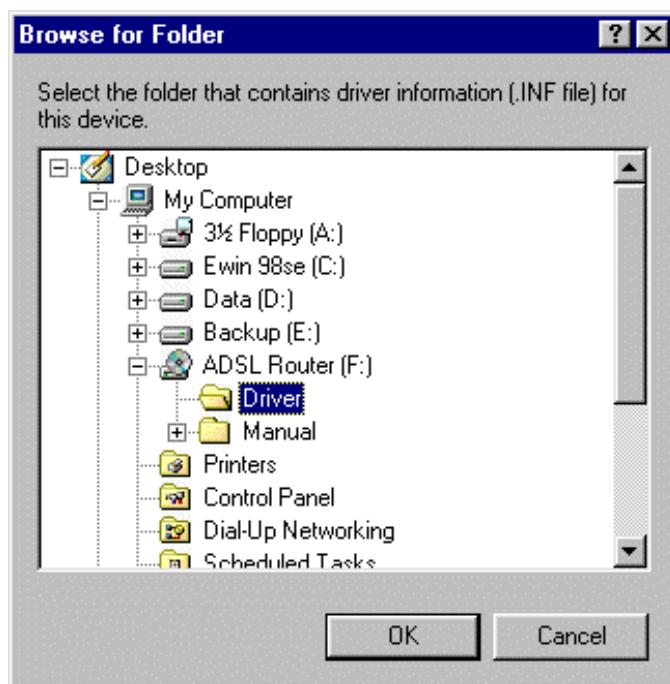 Browse for Folder
Select the folder that contains driver information (.INF file) for
this device.
Desktop
My Computer
3½ Floppy (A:)
Ewin 98se (C:)
Data (D:)
Backup (E:)
ADSL Router (F:)
Driver
Manual
Printers
Control Panel
Dial-Up Networking
Scheduled Tasks
OK Cancel